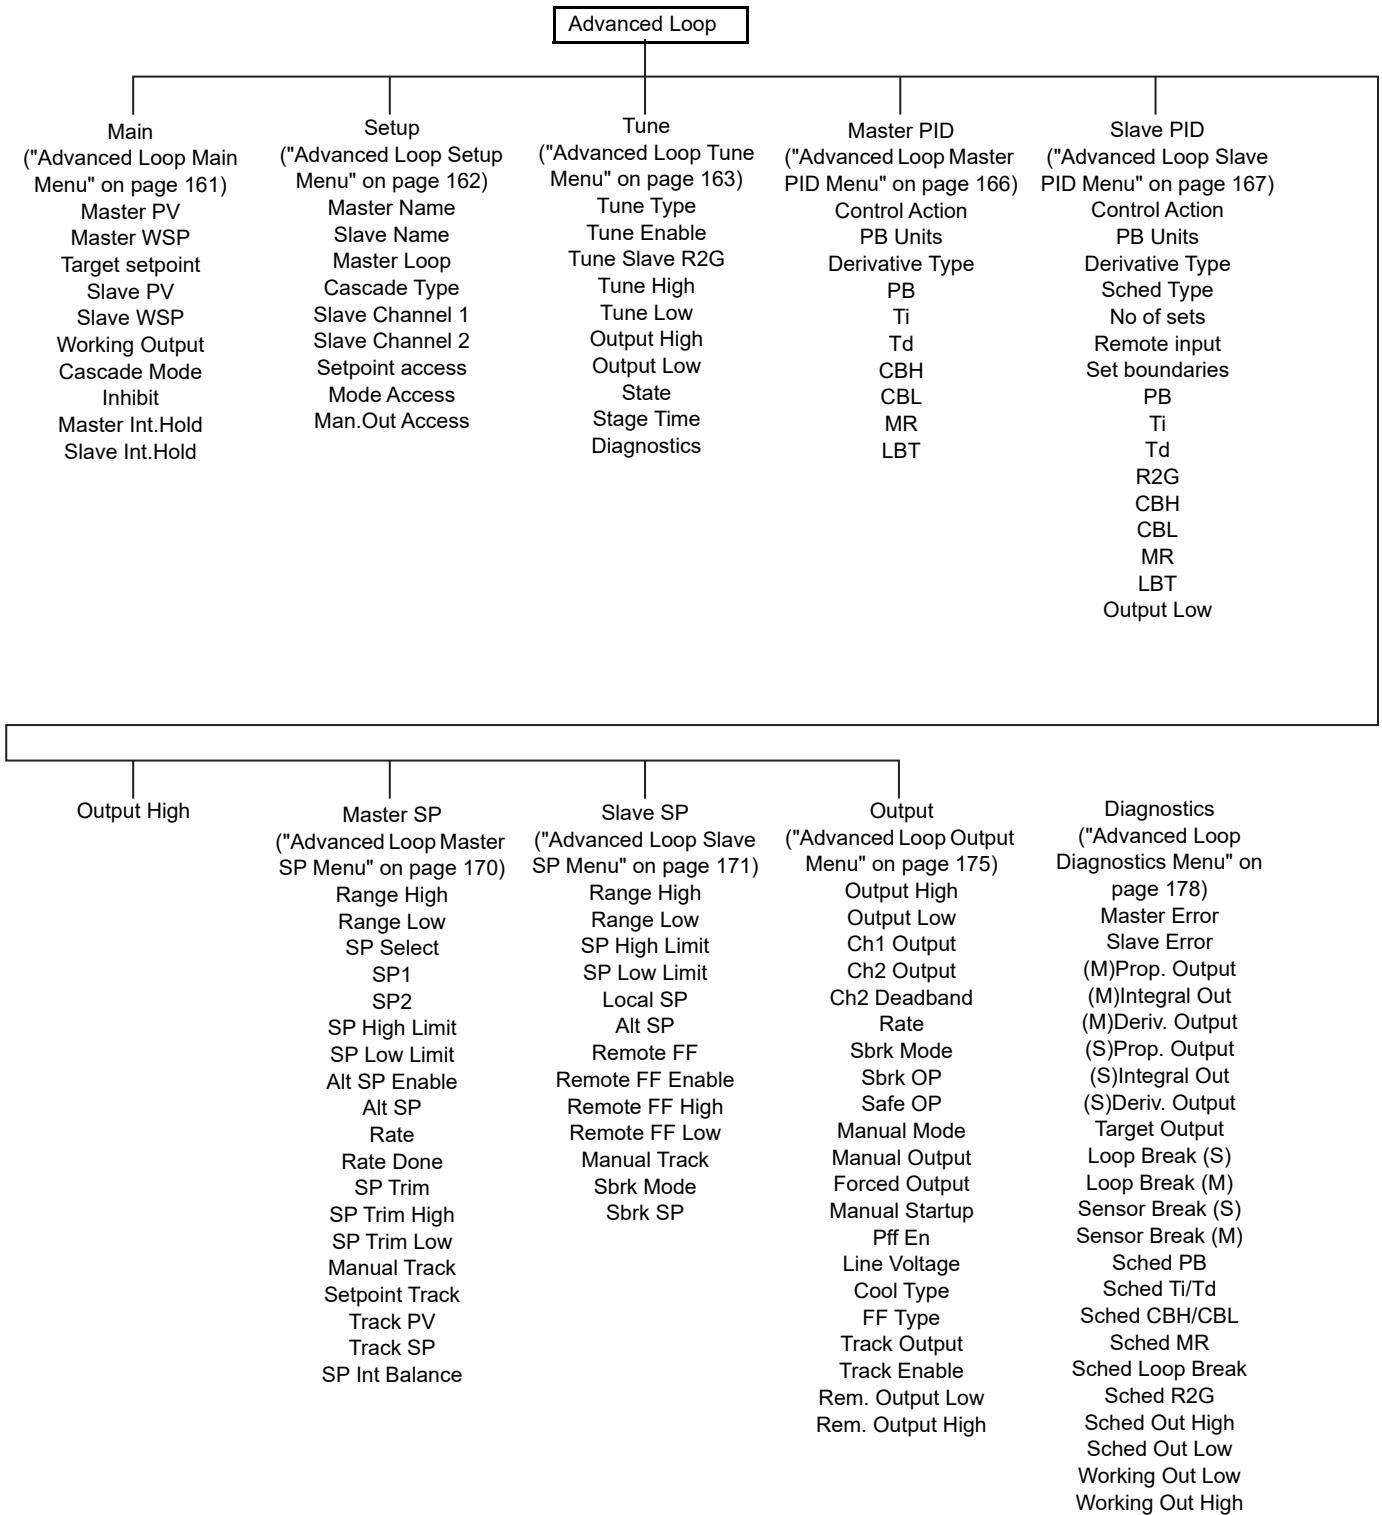 Advanced Loop
Main
("Advanced Loop Main
Menu" on page 161)
Master PV
Master WSP
Target setpoint
Slave PV
Slave WSP
Working Output
Cascade Mode
Inhibit
Master Int.Hold
Slave Int.Hold
Setup
("Advanced Loop Setup
Menu" on page 162)
Master Name
Slave Name
Master Loop
Cascade Type
Slave Channel 1
Slave Channel 2
Setpoint access
Mode Access
Man.Out Access
Tune
("Advanced Loop Tune
Menu" on page 163)
Tune Type
Tune Enable
Tune Slave R2G
Tune High
Tune Low
Output High
Output Low
State
Stage Time
Diagnostics
Master PID
("Advanced Loop Master
PID Menu" on page 166)
Control Action
PB Units
Derivative Type
PB
Ti
Td
CBH
CBL
MR
LBT
Slave PID
("Advanced Loop Slave
PID Menu" on page 167)
Control Action
PB Units
Derivative Type
Sched Type
No of sets
Remote input
Set boundaries
PB
Ti
Td
R2G
CBH
CBL
MR
LBT
Output Low
Output High
Master SP
("Advanced Loop Master
SP Menu" on page 170)
Range High
Range Low
SP Select
SP1
SP2
SP High Limit
SP Low Limit
Alt SP Enable
Alt SP
Rate
Rate Done
SP Trim
SP Trim High
SP Trim Low
Manual Track
Setpoint Track
Track PV
Track SP
SP Int Balance
Slave SP
("Advanced Loop Slave
SP Menu" on page 171)
Range High
Range Low
SP High Limit
SP Low Limit
Local SP
Alt SP
Remote FF
Remote FF Enable
Remote FF High
Remote FF Low
Manual Track
Sbrk Mode
Sbrk SP
Output
("Advanced Loop Output
Menu" on page 175)
Output High
Output Low
Ch1 Output
Ch2 Output
Ch2 Deadband
Rate
Sbrk Mode
Sbrk OP
Safe OP
Manual Mode
Manual Output
Forced Output
Manual Startup
Pff En
Line Voltage
Cool Type
FF Type
Track Output
Track Enable
Rem. Output Low
Rem. Output High
Diagnostics
("Advanced Loop
Diagnostics Menu" on
page 178)
Master Error
Slave Error
(M)Prop. Output
(M)Integral Out
(M)Deriv. Output
(S)Prop. Output
(S)Integral Out
(S)Deriv. Output
Target Output
Loop Break (S)
Loop Break (M)
Sensor Break (S)
Sensor Break (M)
Sched PB
Sched Ti/Td
Sched CBH/CBL
Sched MR
Sched Loop Break
Sched R2G
Sched Out High
Sched Out Low
Working Out Low
Working Out High